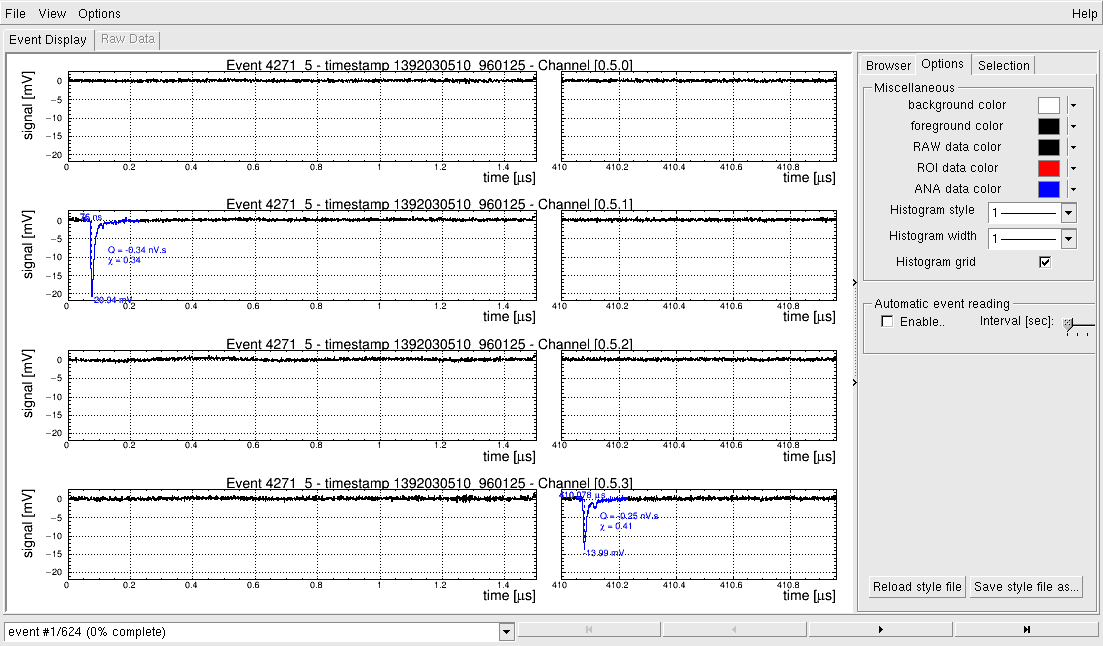 File View Options Help
Event Display Raw Data
Event 4271_5 - timestamp 1392030510_960125 - Channel [0.5.0]
signal [mV]
0
−5
−10
−15
−20
0 0.2 0.4 0.6 0.8 1 1.2 1.4
time [μs]
410 410.2 410.4 410.6 410.8
time [μs]
Event 4271_5 - timestamp 1392030510_960125 - Channel [0.5.1]
signal [mV]
0
−5
−10
−15
−20
76 ns
Q = -0.34 nV.s
χ = 0.34
-20.94 mV
0 0.2 0.4 0.6 0.8 1 1.2 1.4
time [μs]
410 410.2 410.4 410.6 410.8
time [μs]
Event 4271_5 - timestamp 1392030510_960125 - Channel [0.5.2]
signal [mV]
0
−5
−10
−15
−20
0 0.2 0.4 0.6 0.8 1 1.2 1.4
time [μs]
410 410.2 410.4 410.6 410.8
time [μs]
Event 4271_5 - timestamp 1392030510_960125 - Channel [0.5.3]
signal [mV]
0
−5
−10
−15
−20
410.078 μs
Q = -0.25 nV.s
χ = 0.41
-13.99 mV
0 0.2 0.4 0.6 0.8 1 1.2 1.4
time [μs]
410 410.2 410.4 410.6 410.8
time [μs]
Browser Options Selection
Miscellaneous
background color
foreground color
RAW data color
ROI data color
ANA data color
Histogram style 1
Histogram width 1
Histogram grid
Automatic event reading
Enable.. Interval [sec]:
Reload style file Save style file as...
event #1/624 (0% complete)